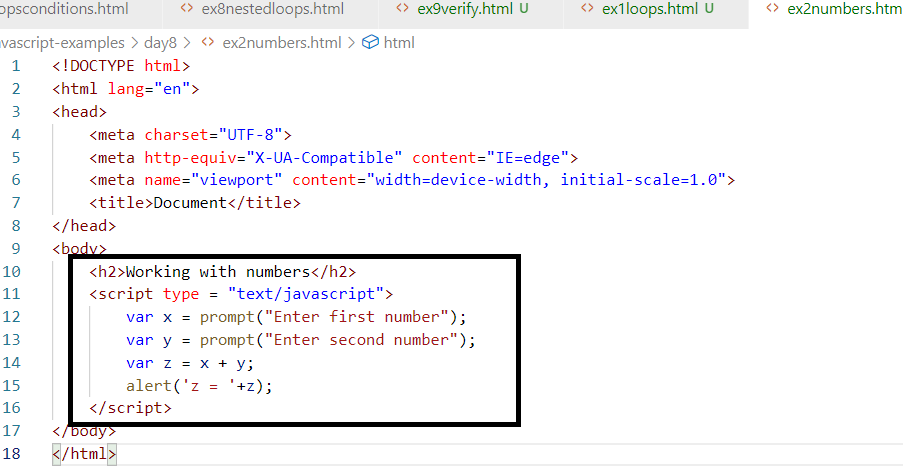 opsconditions.html ex8nestedloops.html ex9verify.html U ex1loops.html U ex2numbers.htm
avascript-examples > day8 > <> ex2numbers.html > html
1 <!DOCTYPE html>
2 <html lang="en">
3 <head>
4 <meta charset="UTF-8">
5 <meta http-equiv="X-UA-Compatible" content="IE=edge">
6 <meta name="viewport" content="width=device-width, initial-scale=1.0">
7 <title>Document</title>
8 </head>
9 <body>
10 <h2>Working with numbers</h2>
11 <script type = "text/javascript">
12 var x = prompt("Enter first number");
13 var y = prompt("Enter second number");
14 var z = x + y;
15 alert('z = '+z);
16 </script>
17 </body>
18 </html>